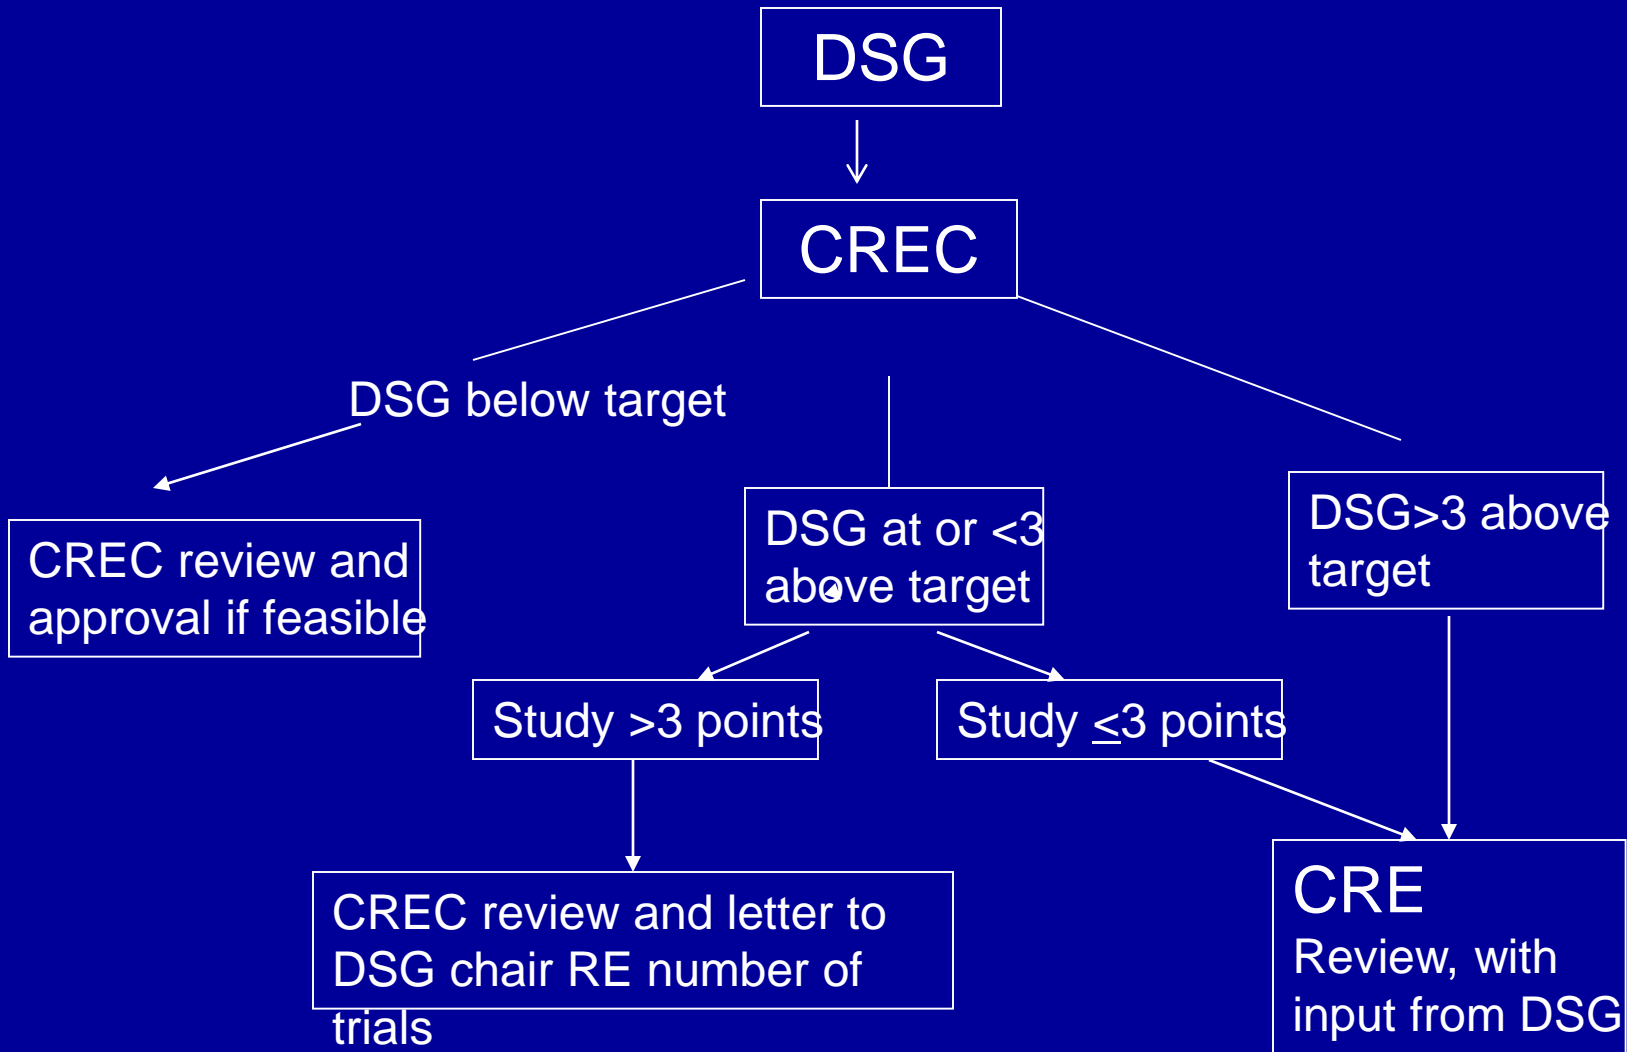 DSG
CREC
DSG below target
CREC review and
approval if feasible
DSG at or <3
above target
DSG>3 above
target
Study >3 points
Study <3 points
CREC review and letter to
DSG chair RE number of
trials
CRE
Review, with
input from DSG